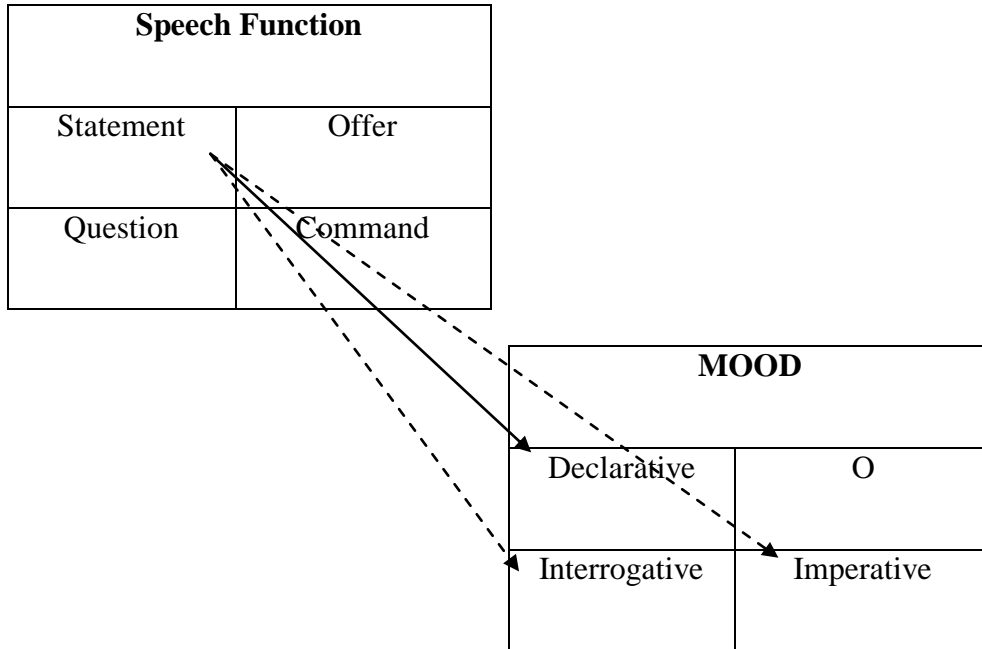 Speech Function
Statement Offer
Question Command
MOOD
Declarative O
Interrogative Imperative